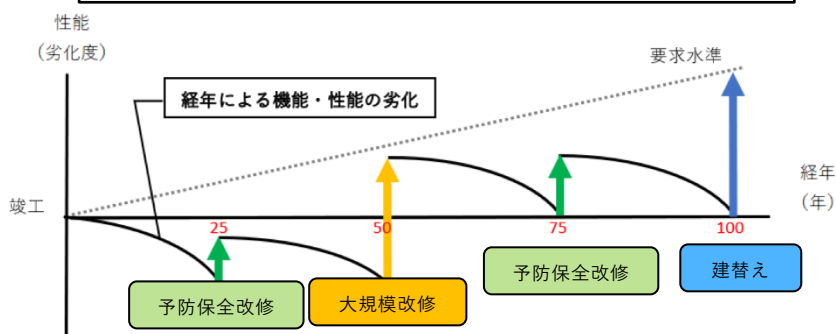 性能
(劣化度)
要求水準
経年による機能・性能の劣化
経年
(年)
竣工
25
50
75
100
予防保全改修
大規模改修
予防保全改修
建替え